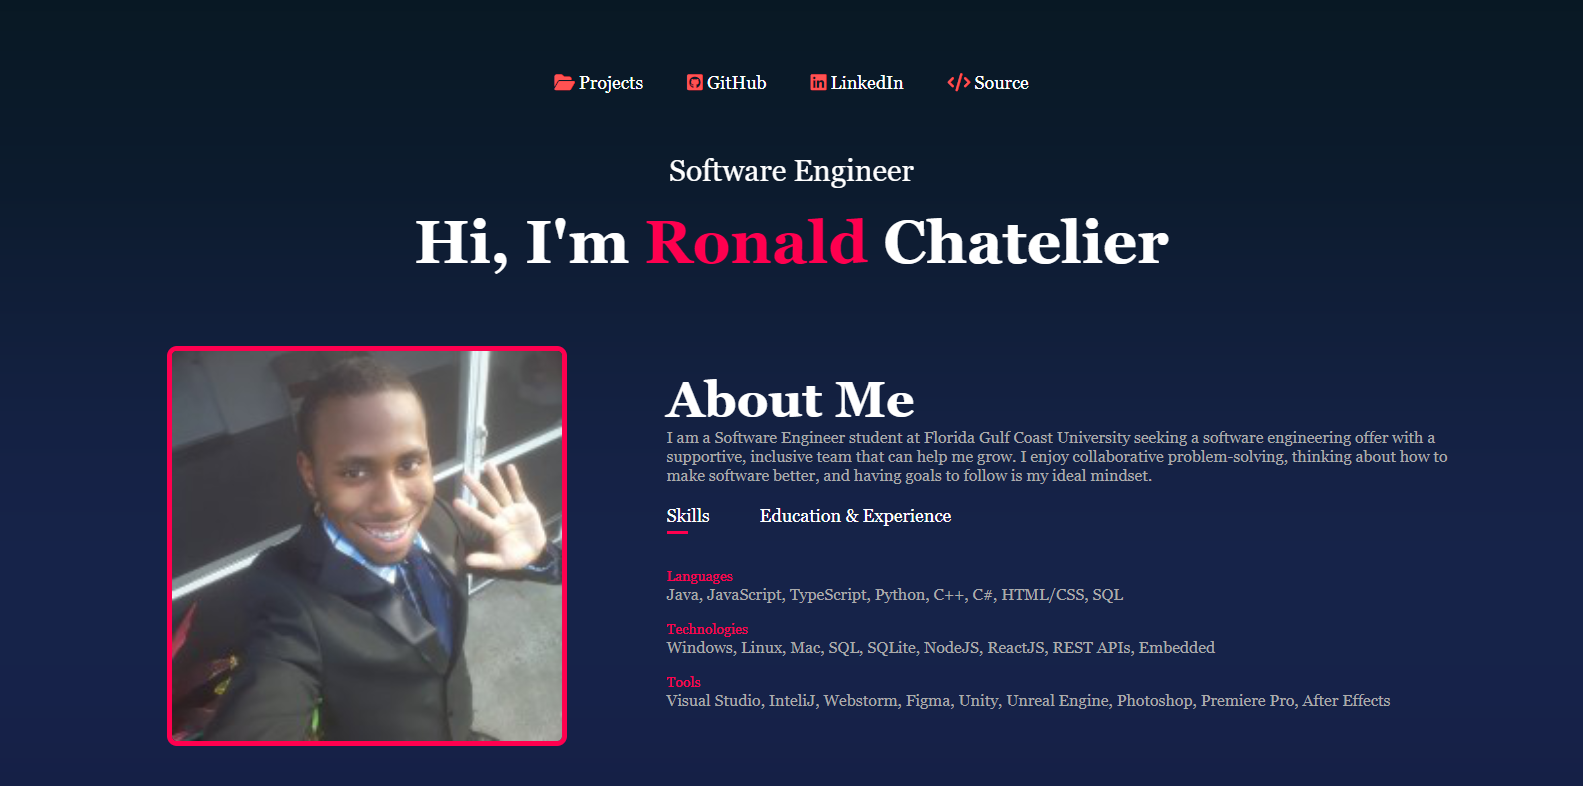 Projects GitHub LinkedIn Source
Software Engineer
Hi, I'm Ronald Chatelier
About Me
I am a Software Engineer student at Florida Gulf Coast University seeking a software engineering offer with a
supportive, inclusive team that can help me grow. I enjoy collaborative problem-solving, thinking about how to
make software better, and having goals to follow is my ideal mindset.
Skills Education & Experience
Languages
Java, JavaScript, TypeScript, Python, C++, C#, HTML/CSS, SQL
Technologies
Windows, Linux, Mac, SQL, SQLite, NodeJS, ReactJS, REST APIs, Embedded
Tools
Visual Studio, InteliJ, Webstorm, Figma, Unity, Unreal Engine, Photoshop, Premiere Pro, After Effects